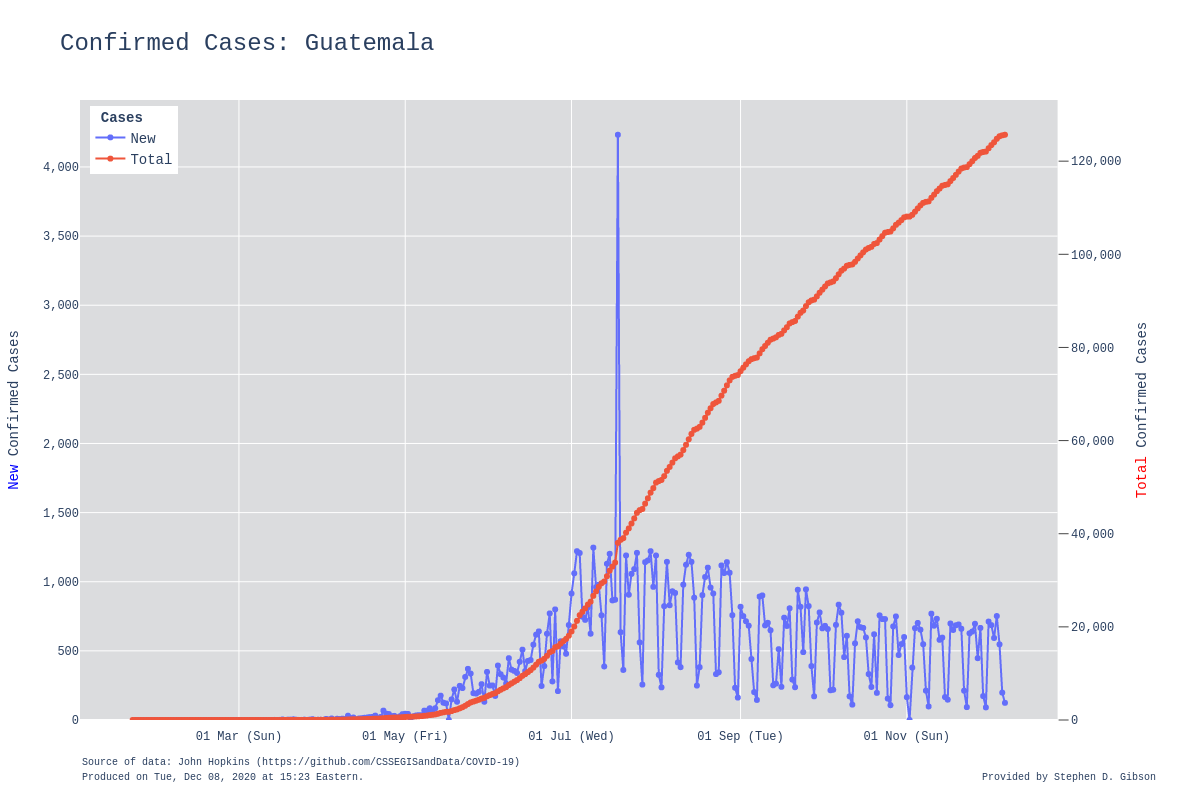 Confirmed Cases: Guatemala
Cases
New
Total
4,000
3,500
3,000
2,500
2,000
1,500
1,000
500
0
New Confirmed Cases
120,000
100,000
80,000
60,000
40,000
20,000
0
Total Confirmed Cases
01 Mar (Sun)
01 May (Fri)
01 Jul (Wed)
01 Sep (Tue)
01 Nov (Sun)
Source of data: John Hopkins (https://github.com/CSSEGISandData/COVID-19)
Produced on Tue, Dec 08, 2020 at 15:23 Eastern.
Provided by Stephen D. Gibson